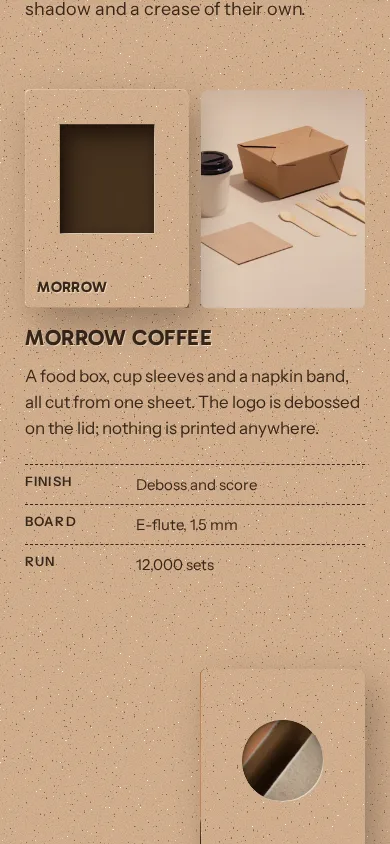 shadow and a crease of their own.
MORROW
MORROW COFFEE
A food box, cup sleeves and a napkin band,
all cut from one sheet. The logo is debossed
on the lid; nothing is printed anywhere.
FINISH Deboss and score
BOARD E-flute, 1.5 mm
RUN 12,000 sets